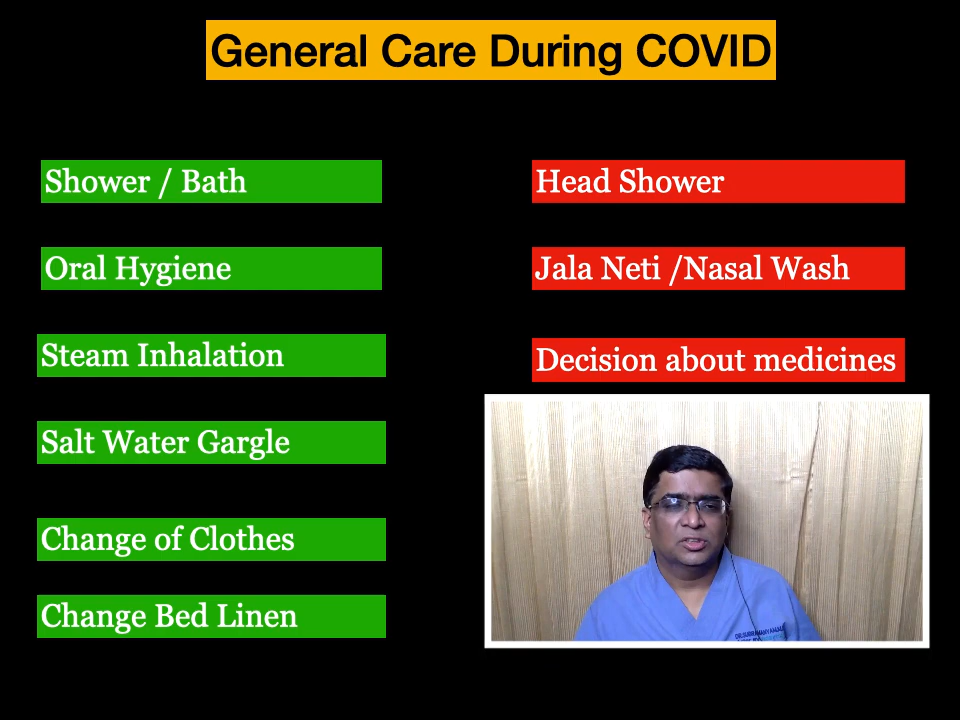 General Care During COVID
Shower / Bath
Head Shower
Oral Hygiene
Jala Neti /Nasal Wash
Steam Inhalation
Decision about medicines
Salt Water Gargle
Change of Clothes
Change Bed Linen